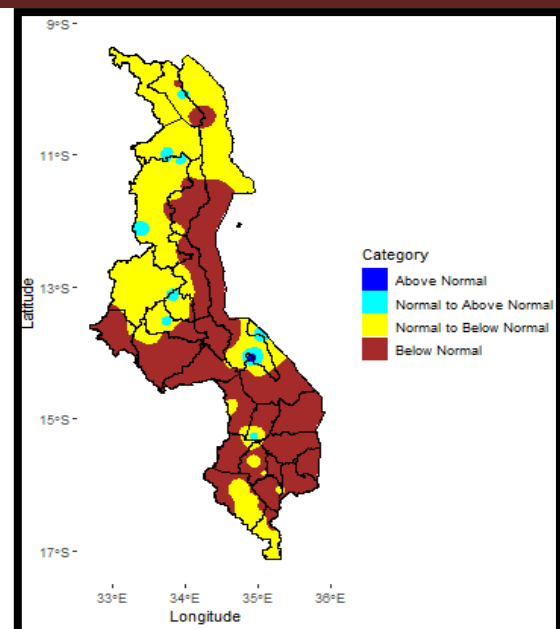 9°S
11°S
13°S
15°S
17°S
Latitude
33°E 34°E 35°E 36°E
Longitude
Category
Above Normal
Normal to Above Normal
Normal to Below Normal
Below Normal